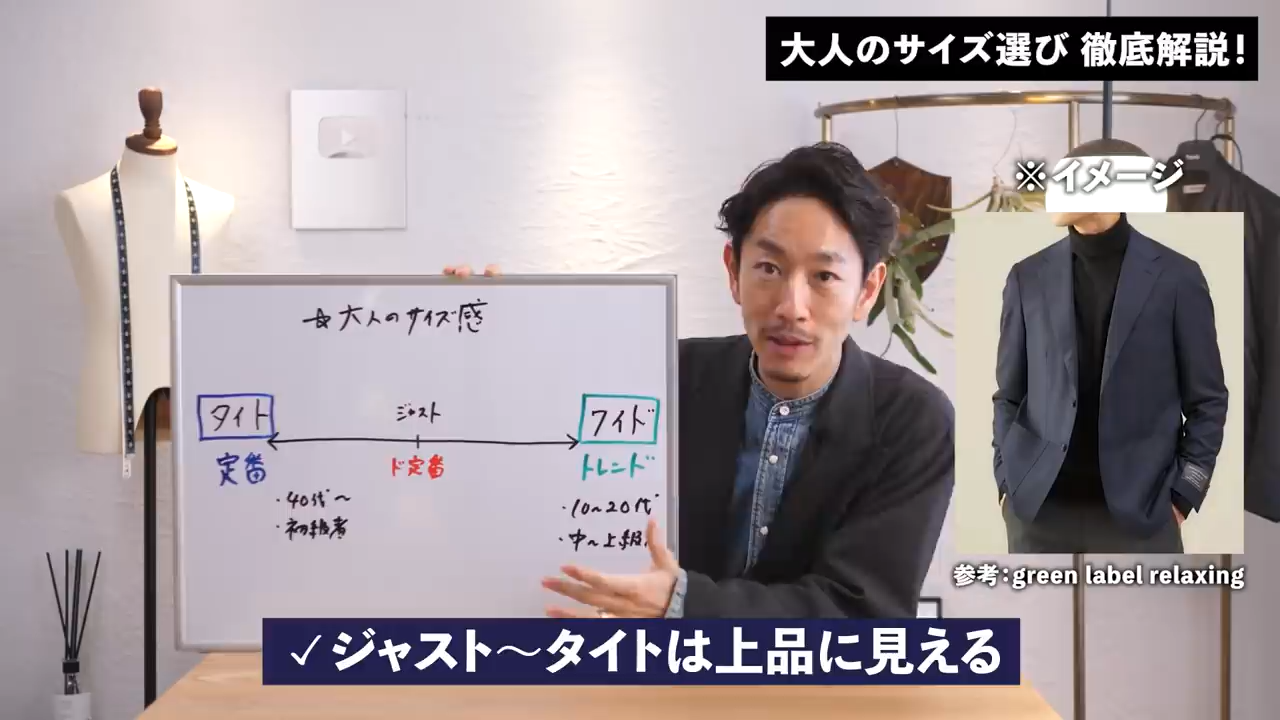 大人のサイズ選び 徹底解説!
※イメージ
☆大人のサイズ感
タイト
ジャスト
ワイド
定番
ド定番
トレンド
・40代〜
・初級者
・10〜20代
・中〜上級
参考:green label relaxing
✓ジャスト〜タイトは上品に見える